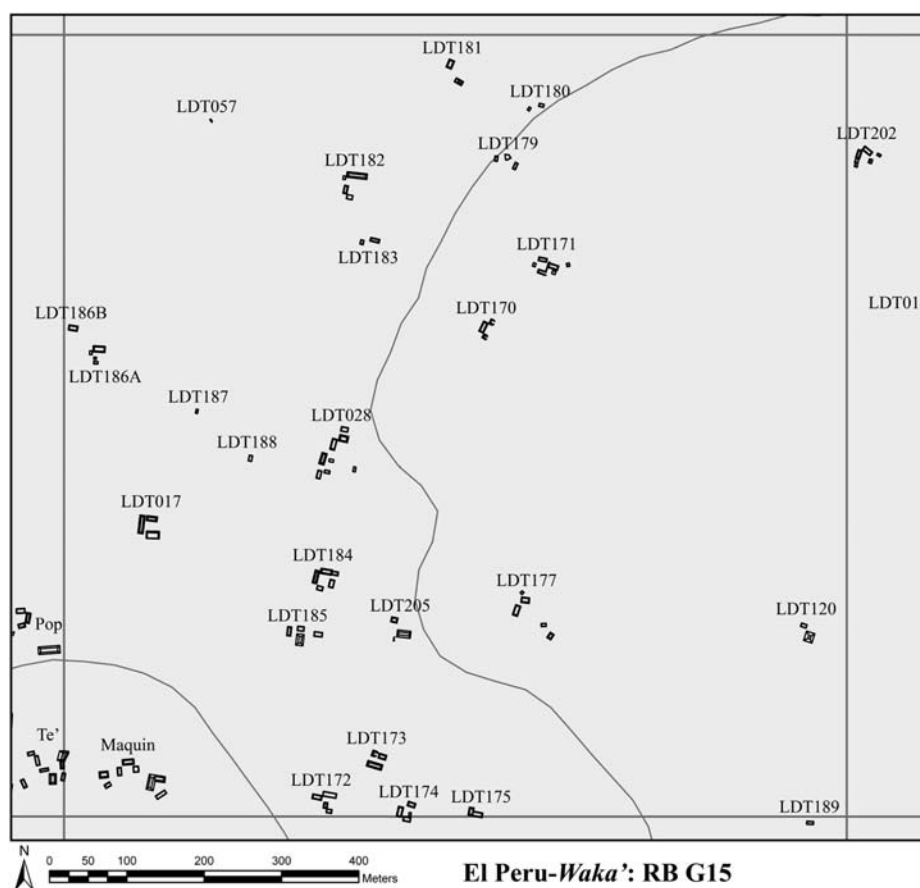 LDT181
LDT057
LDT180
LDT179
LDT202
LDT182
LDT183
LDT171
LDT01
LDT186B
LDT170
LDT186A
LDT187
LDT028
LDT188
LDT017
LDT184
LDT177
LDT185
LDT205
LDT120
Pop
Te’
Maquin
LDT173
LDT172
LDT174
LDT175
LDT189
N
0 50 100 200 300 400
Meters
El Peru-Waka’: RB G15